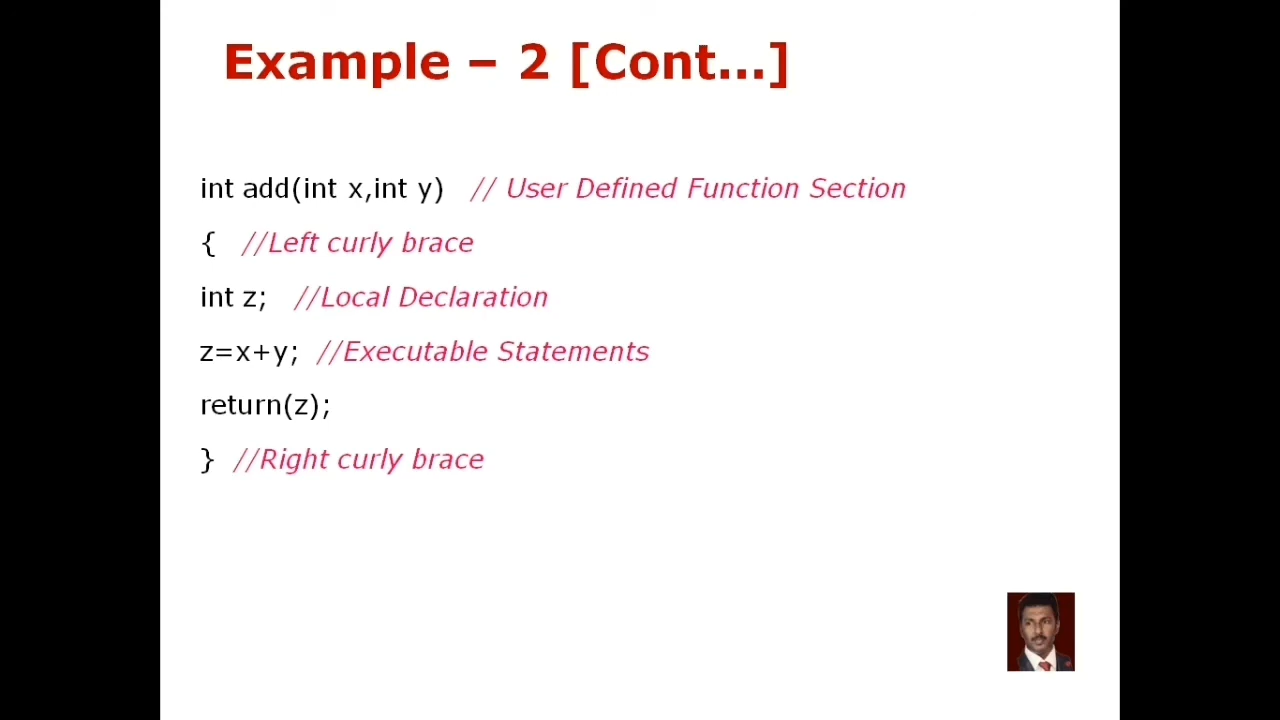 Example – 2 [Cont...]
int add(int x,int y) // User Defined Function Section
{ //Left curly brace
int z; //Local Declaration
z=x+y; //Executable Statements
return(z);
} //Right curly brace